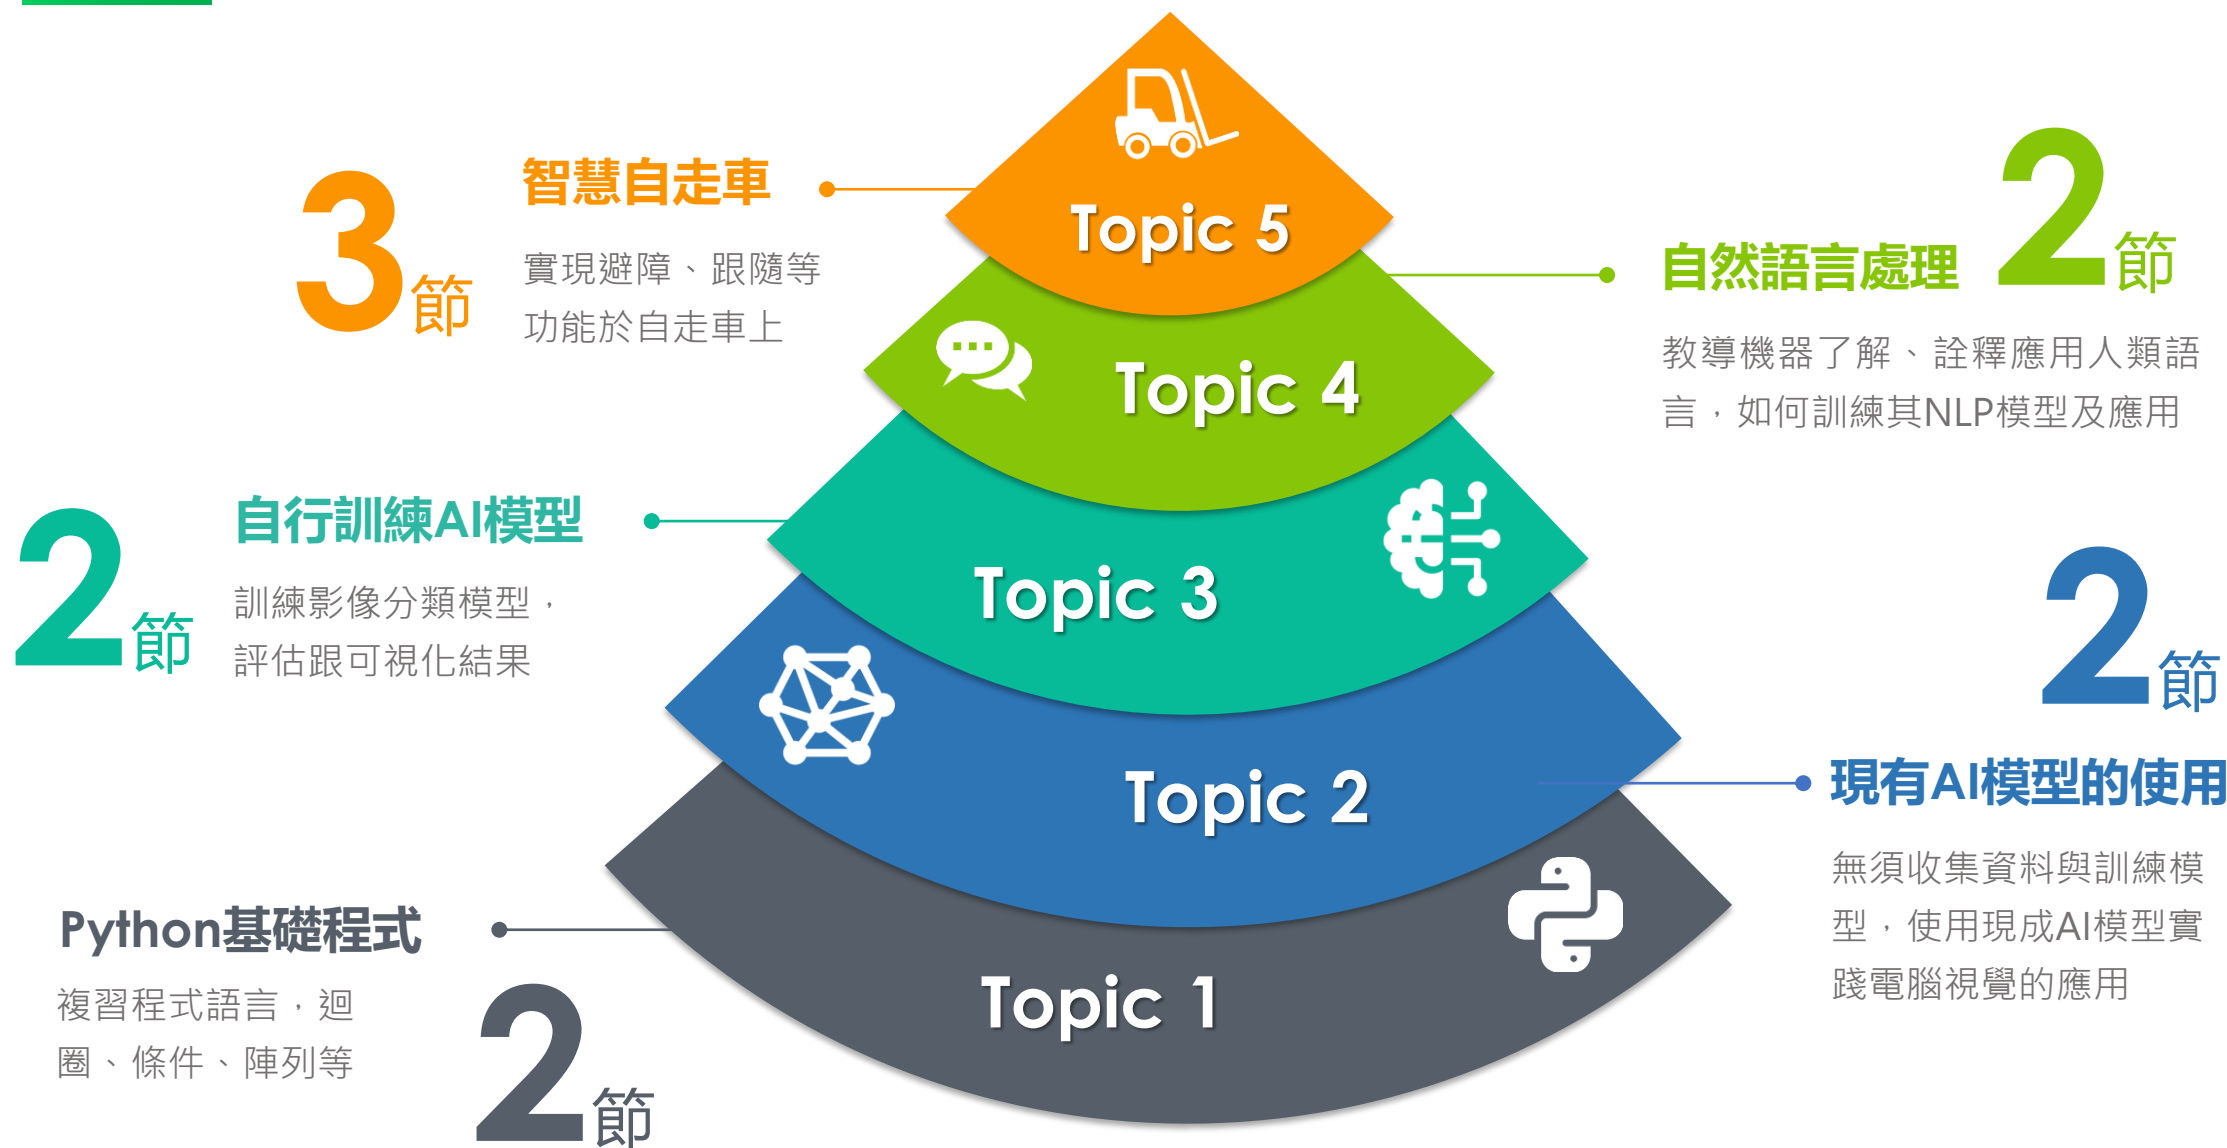 Topic 5
智慧自走車
3節
實現避障、跟隨等
功能於自走車上
Topic 4
自然語言處理
2節
教導機器了解、詮釋應用人類語
言，如何訓練其NLP模型及應用
Topic 3
自行訓練AI模型
2節
訓練影像分類模型，
評估跟可視化結果
Topic 2
2節
現有AI模型的使用
無須收集資料與訓練模
型，使用現成AI模型實
踐電腦視覺的應用
Topic 1
Python基礎程式
複習程式語言，迴
圈、條件、陣列等
2節